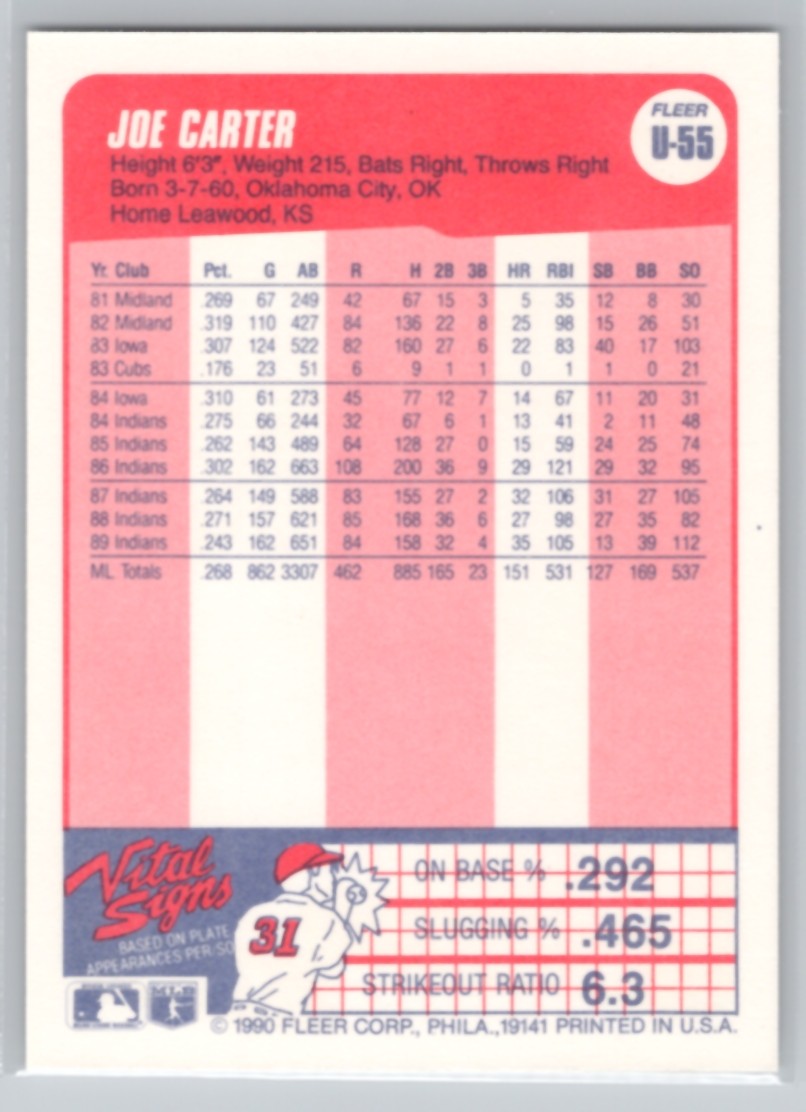 JOE CARTER
FLEER
U-55
Height 6'3", Weight 215, Bats Right, Throws Right
Born 3-7-60, Oklahoma City, OK
Home Leawood, KS
Yr. Club Pct. G AB R H 2B 3B HR RBI SB BB SO
81 Midland .269 67 249 42 67 15 3 5 35 12 8 30
82 Midland .319 110 427 84 136 22 8 25 98 15 26 51
83 Iowa .307 124 522 82 160 27 6 22 83 40 17 103
83 Cubs .176 23 51 6 9 1 1 0 1 1 0 21
84 Iowa .310 61 273 45 77 12 7 14 67 11 20 31
84 Indians .275 66 244 32 67 6 1 13 41 2 11 48
85 Indians .262 143 489 64 128 27 0 15 59 24 25 74
86 Indians .302 162 663 108 200 36 9 29 121 29 32 95
87 Indians .264 149 588 83 155 27 2 32 106 31 27 105
88 Indians .271 157 621 85 168 36 6 27 98 27 35 82
89 Indians .243 162 651 84 158 32 4 35 105 13 39 112
ML Totals .268 862 3307 462 885 165 23 151 531 127 169 537
Vital
Signs
BASED ON PLATE
APPEARANCES PER/SO
31
ON BASE % .292
SLUGGING % .465
STRIKEOUT RATIO 6.3
© 1990 FLEER CORP., PHILA.,19141 PRINTED IN U.S.A.